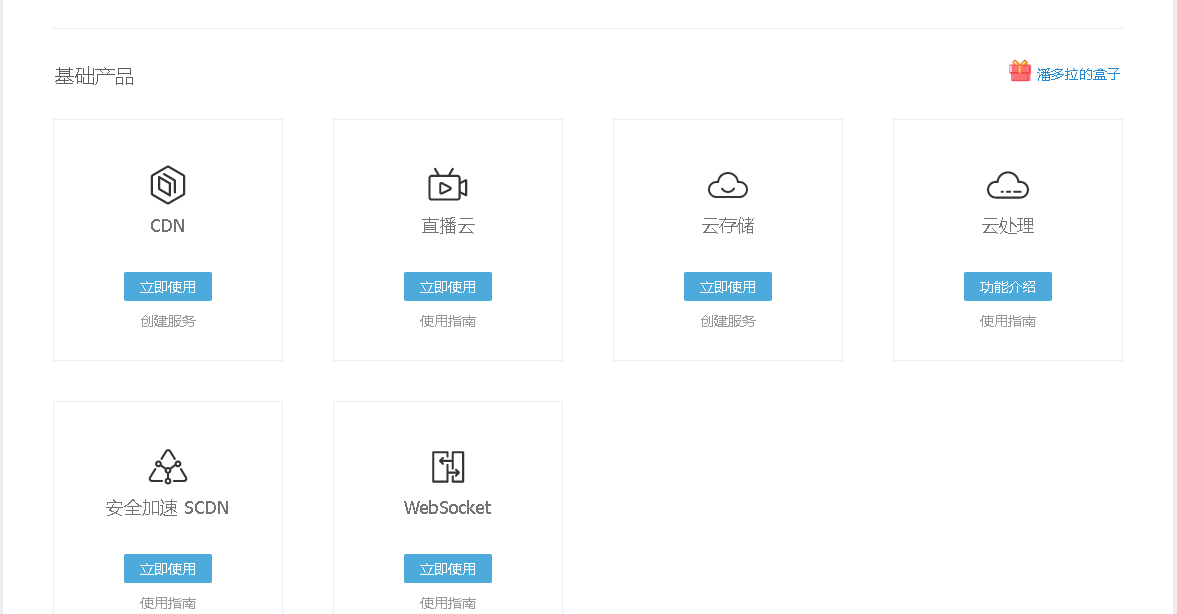 基础产品
潘多拉的盒子
CDN
立即使用
创建服务
直播云
立即使用
使用指南
云存储
立即使用
创建服务
云处理
功能介绍
使用指南
安全加速 SCDN
立即使用
使用指南
WebSocket
立即使用
使用指南